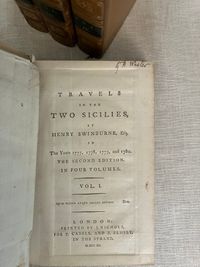 TRAVELS
IN THE
TWO SICILIES,
BY
HENRY SWINBURNE, Esq.
IN
The Years 1777, 1778, 1779, and 1780.
THE SECOND EDITION.
IN FOUR VOLUMES.
VOL. I.
LONDON:
PRINTED BY J. NICHOLS,
FOR T. CADELL, AND P. ELMSLY,
IN THE STRAND.